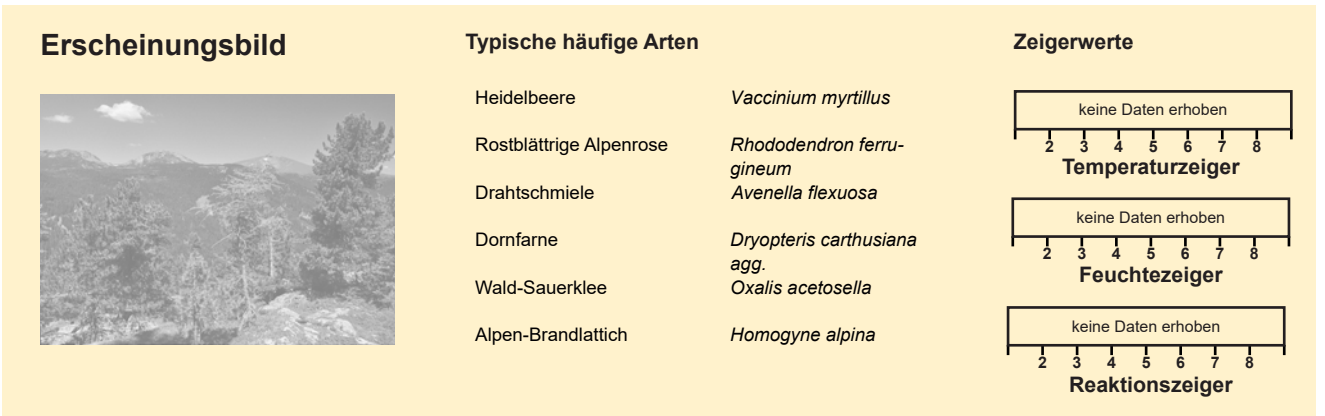 Erscheinungsbild
Typische häufige Arten
Heidelbeere Vaccinium myrtillus
Rostblättrige Alpenrose Rhododendron ferru-
gineum
Drahtschmiele Avenella flexuosa
Dornfarne Dryopteris carthusiana
agg.
Wald-Sauerklee Oxalis acetosella
Alpen-Brandlattich Homogyne alpina
Zeigerwerte
keine Daten erhoben
2 3 4 5 6 7 8
Temperaturzeiger
keine Daten erhoben
2 3 4 5 6 7 8
Feuchtezeiger
keine Daten erhoben
2 3 4 5 6 7 8
Reaktionszeiger